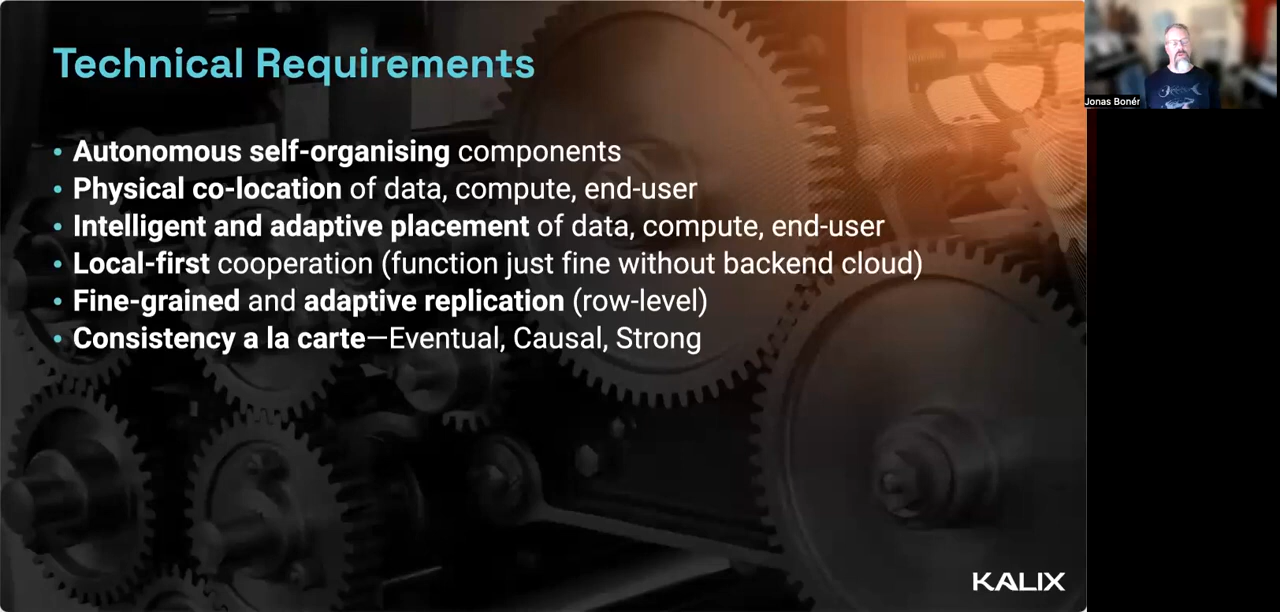 Technical Requirements
• Autonomous self-organising components
• Physical co-location of data, compute, end-user
• Intelligent and adaptive placement of data, compute, end-user
• Local-first cooperation (function just fine without backend cloud)
• Fine-grained and adaptive replication (row-level)
• Consistency a la carte—Eventual, Causal, Strong
KALIX
Jonas Bonér